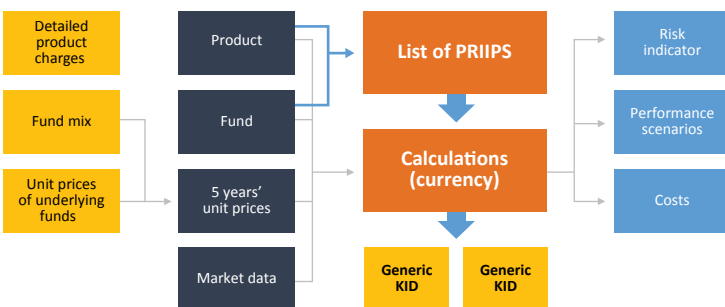 Detailed
product
charges
Product
List of PRIIPS
Risk
indicator
Fund mix
Fund
Calculations
(currency)
Performance
scenarios
Unit prices
of underlying
funds
5 years’
unit prices
Costs
Market data
Generic
KID
Generic
KID